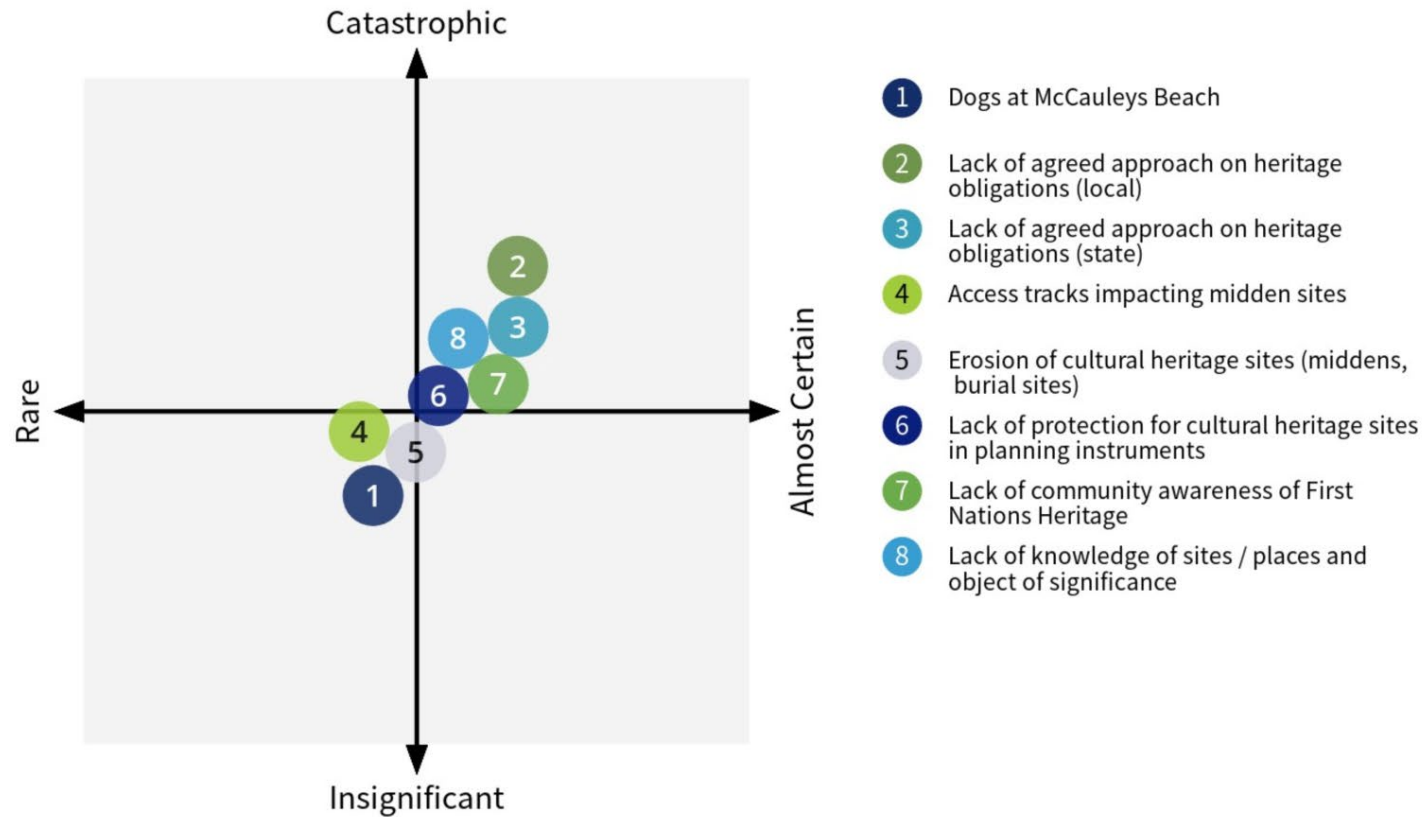 Catastrophic
Rare
Almost Certain
Insignificant
2
3
8
7
6
4
5
1
1 Dogs at McCauleys Beach
2 Lack of agreed approach on heritage
obligations (local)
3 Lack of agreed approach on heritage
obligations (state)
4 Access tracks impacting midden sites
5 Erosion of cultural heritage sites (middens,
burial sites)
6 Lack of protection for cultural heritage sites
in planning instruments
7 Lack of community awareness of First
Nations Heritage
8 Lack of knowledge of sites / places and
object of significance